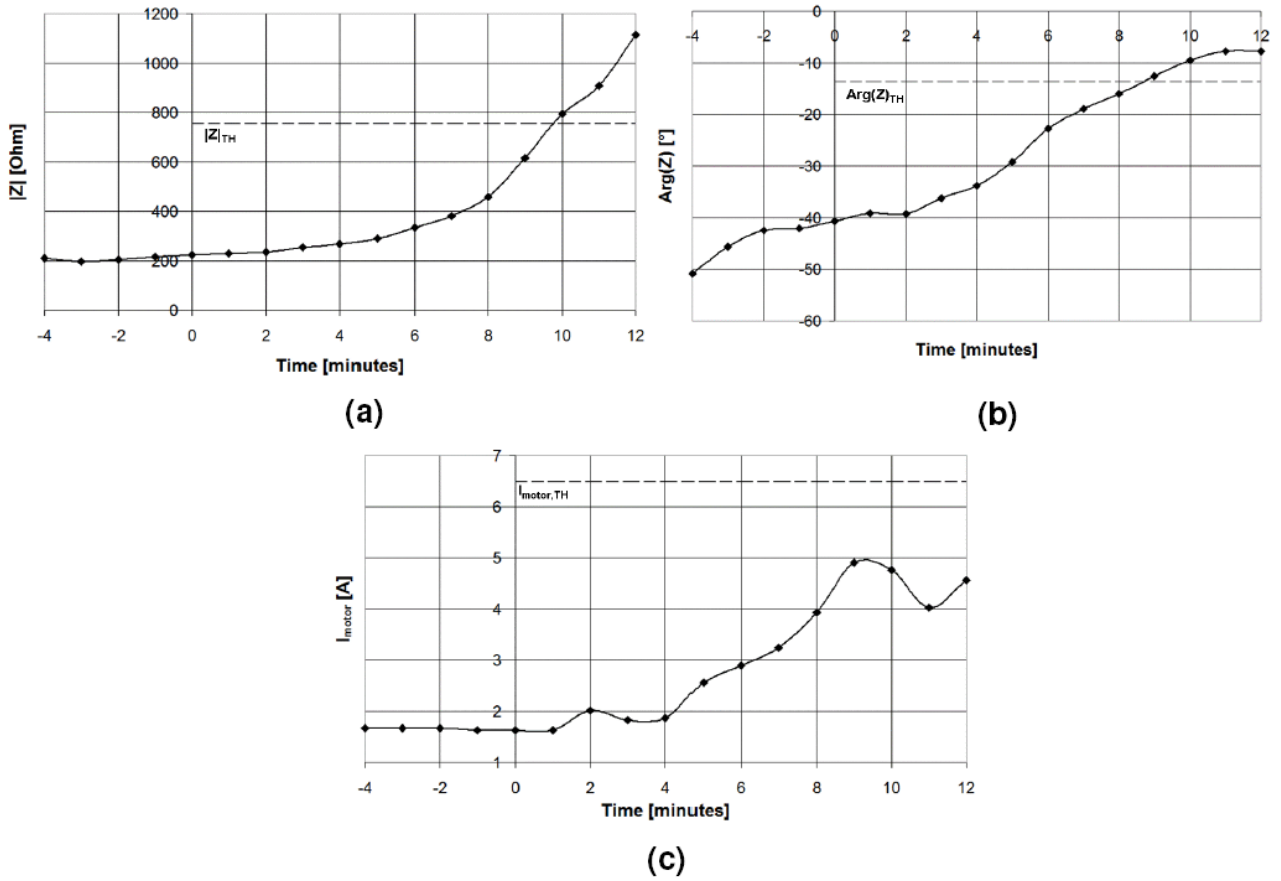 1200
1000
800
600
400
200
0
|Z| [Ohm]
|Z|TH
-4 -2 0 2 4 6 8 10 12
Time [minutes]
(a)
-4 -2 0 2 4 6 8 10 12
0
-10
-20
-30
-40
-50
-60
Arg(Z) [°]
Arg(Z)TH
Time [minutes]
(b)
7
6
5
4
3
2
1
Imotor [A]
Imotor,TH
-4 -2 0 2 4 6 8 10 12
Time [minutes]
(c)